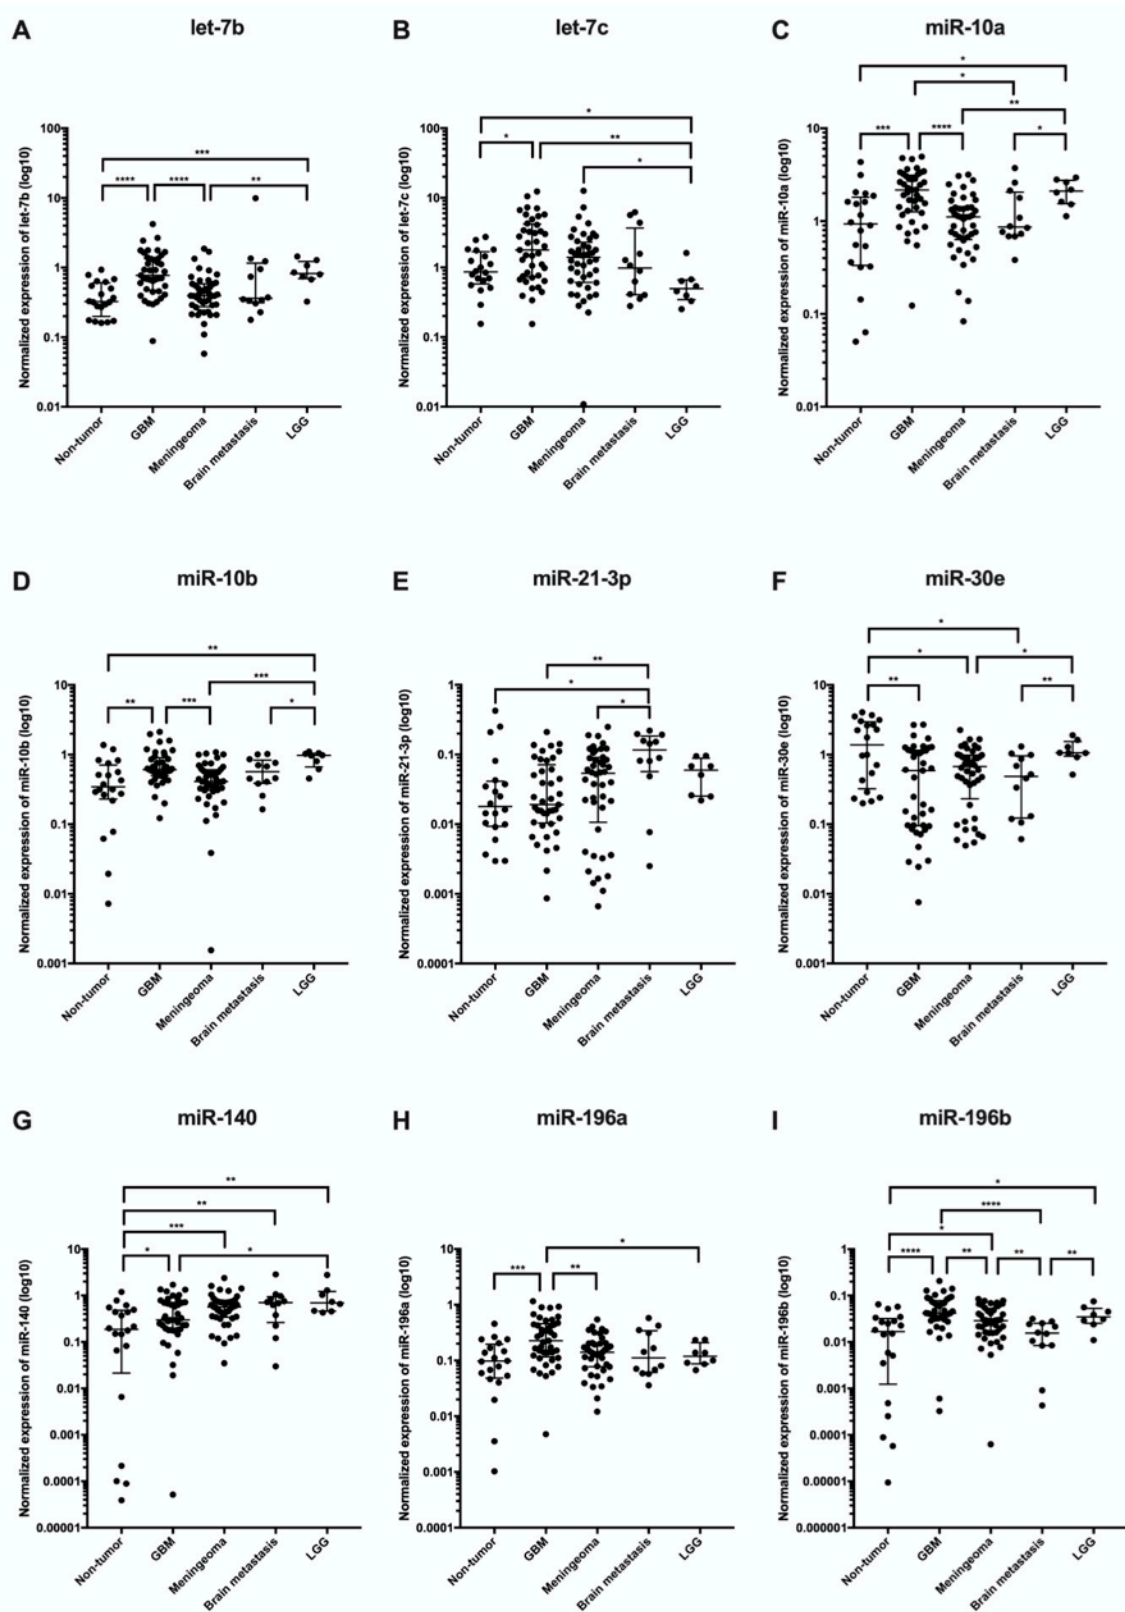 A let-7b
B let-7c
C miR-10a
***
****
****
**
Normalized expression of let-7b (log10)
100
10
1
0.1
0.01
Non-tumor
GBM
Meningeoma
Brain metastasis
LGG
*
*
**
*
Normalized expression of let-7c (log10)
100
10
1
0.1
0.01
Non-tumor
GBM
Meningeoma
Brain metastasis
LGG
*
*
**
***
****
*
Normalized expression of miR-10a (log10)
10
1
0.1
0.01
Non-tumor
GBM
Meningeoma
Brain metastasis
LGG
D miR-10b
E miR-21-3p
F miR-30e
**
***
**
***
*
Normalized expression of miR-10b (log10)
10
1
0.1
0.01
0.001
Non-tumor
GBM
Meningeoma
Brain metastasis
LGG
**
*
*
Normalized expression of miR-21-3p (log10)
1
0.1
0.01
0.001
0.0001
Non-tumor
GBM
Meningeoma
Brain metastasis
LGG
*
*
*
**
**
Normalized expression of miR-30e (log10)
10
1
0.1
0.01
0.001
Non-tumor
GBM
Meningeoma
Brain metastasis
LGG
G miR-140
H miR-196a
I miR-196b
**
**
***
*
*
Normalized expression of miR-140 (log10)
10
1
0.1
0.01
0.001
0.0001
0.00001
Non-tumor
GBM
Meningeoma
Brain metastasis
LGG
*
***
**
Normalized expression of miR-196a (log10)
10
1
0.1
0.01
0.001
0.0001
Non-tumor
GBM
Meningeoma
Brain metastasis
LGG
*
****
*
****
**
**
**
Normalized expression of miR-196b (log10)
1
0.1
0.01
0.001
0.0001
0.00001
0.000001
Non-tumor
GBM
Meningeoma
Brain metastasis
LGG